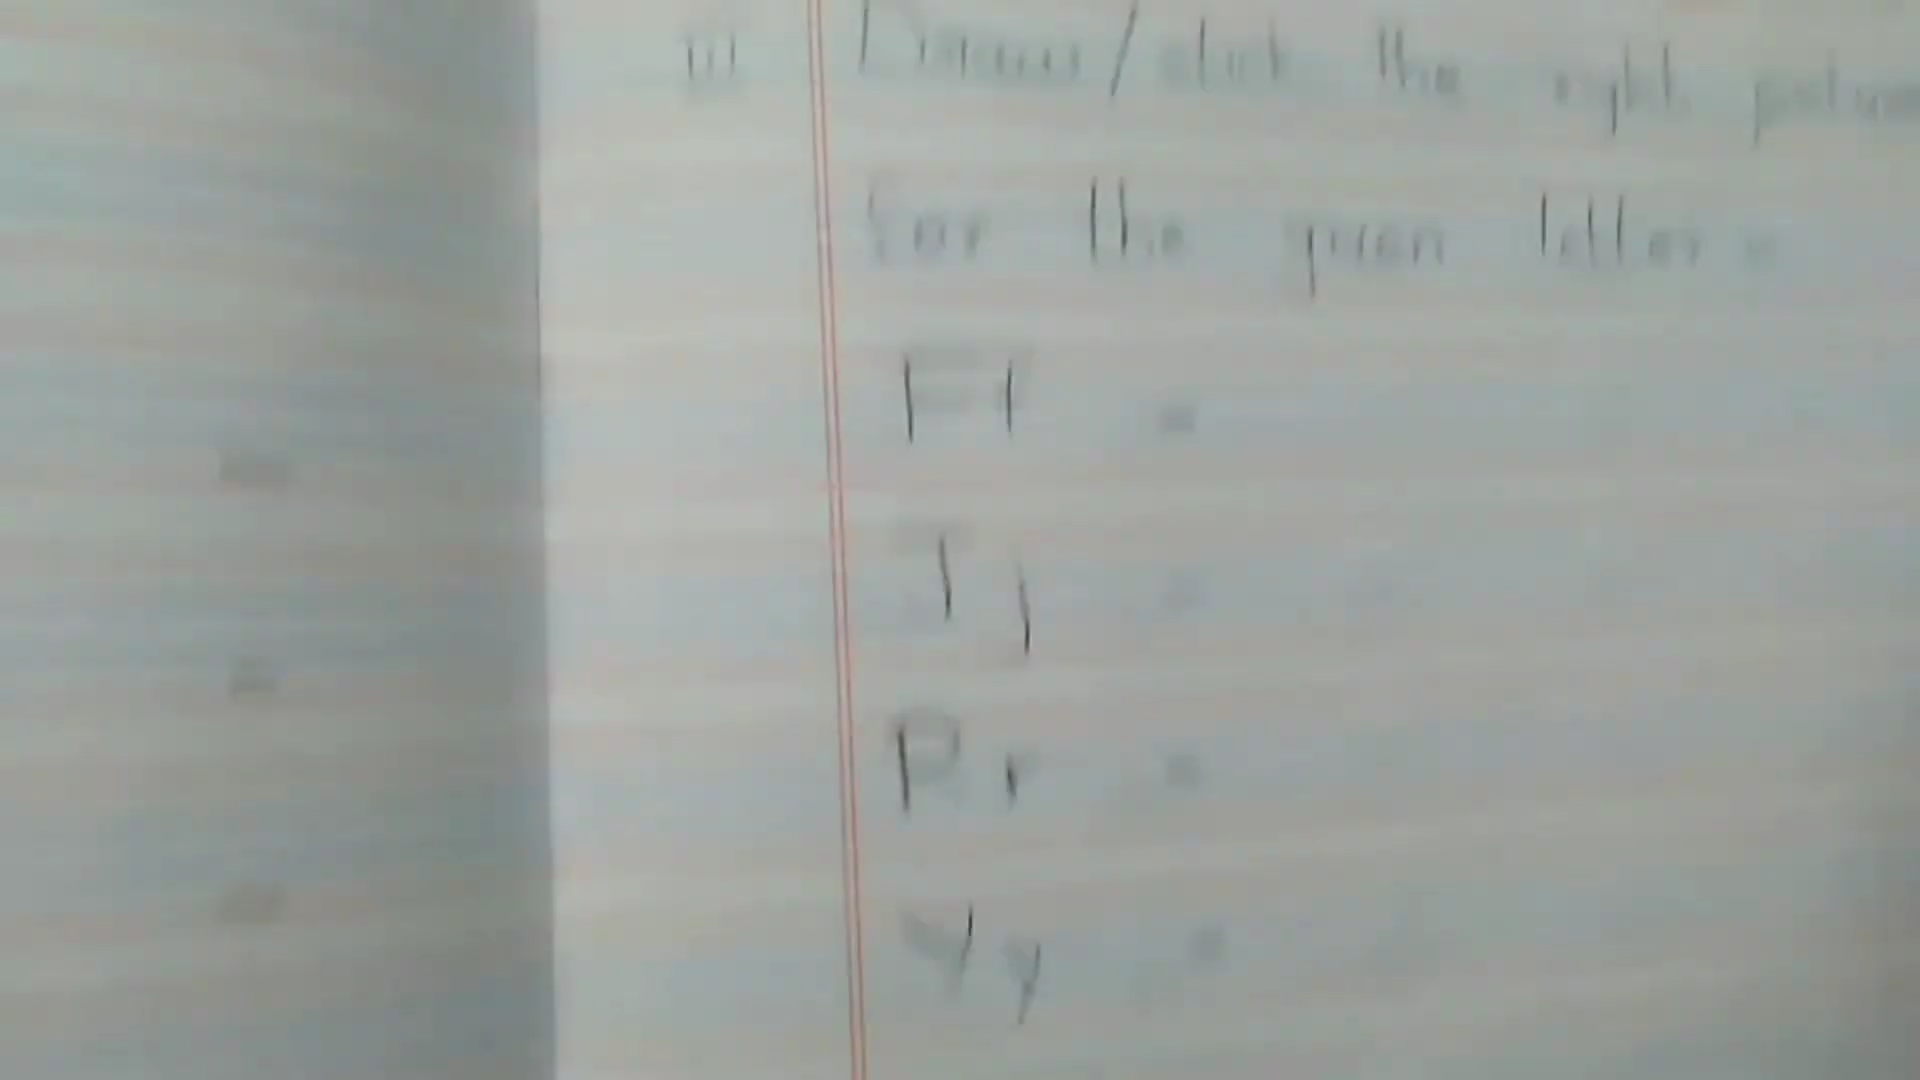 iii Draw/stick the right picture
for the given letters
Ff =
Jj =
Rr =
Yy =